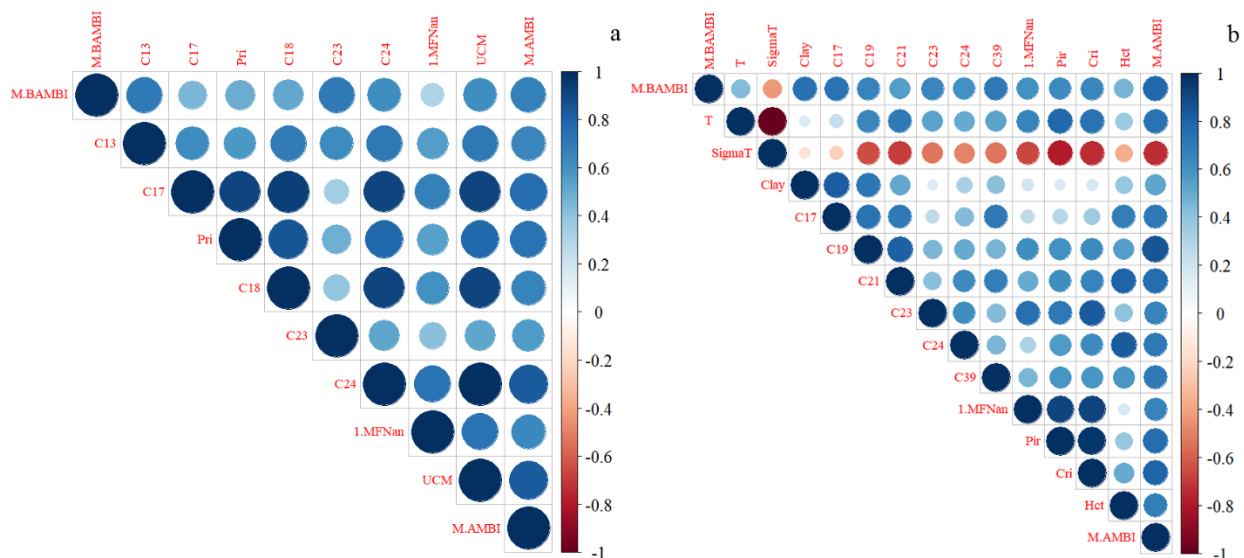 a
M.BAMBI
C13
C17
Pri
C18
C23
C24
1.MFNan
UCM
M.AMBI
M.BAMBI
C13
C17
Pri
C18
C23
C24
1.MFNan
UCM
M.AMBI
1
0.8
0.6
0.4
0.2
0
-0.2
-0.4
-0.6
-0.8
-1
b
M.BAMBI
T
SigmaT
Clay
C17
C19
C21
C23
C24
C39
1.MFNan
Pir
Cri
Hct
M.AMBI
M.BAMBI
T
SigmaT
Clay
C17
C19
C21
C23
C24
C39
1.MFNan
Pir
Cri
Hct
M.AMBI
1
0.8
0.6
0.4
0.2
0
-0.2
-0.4
-0.6
-0.8
-1